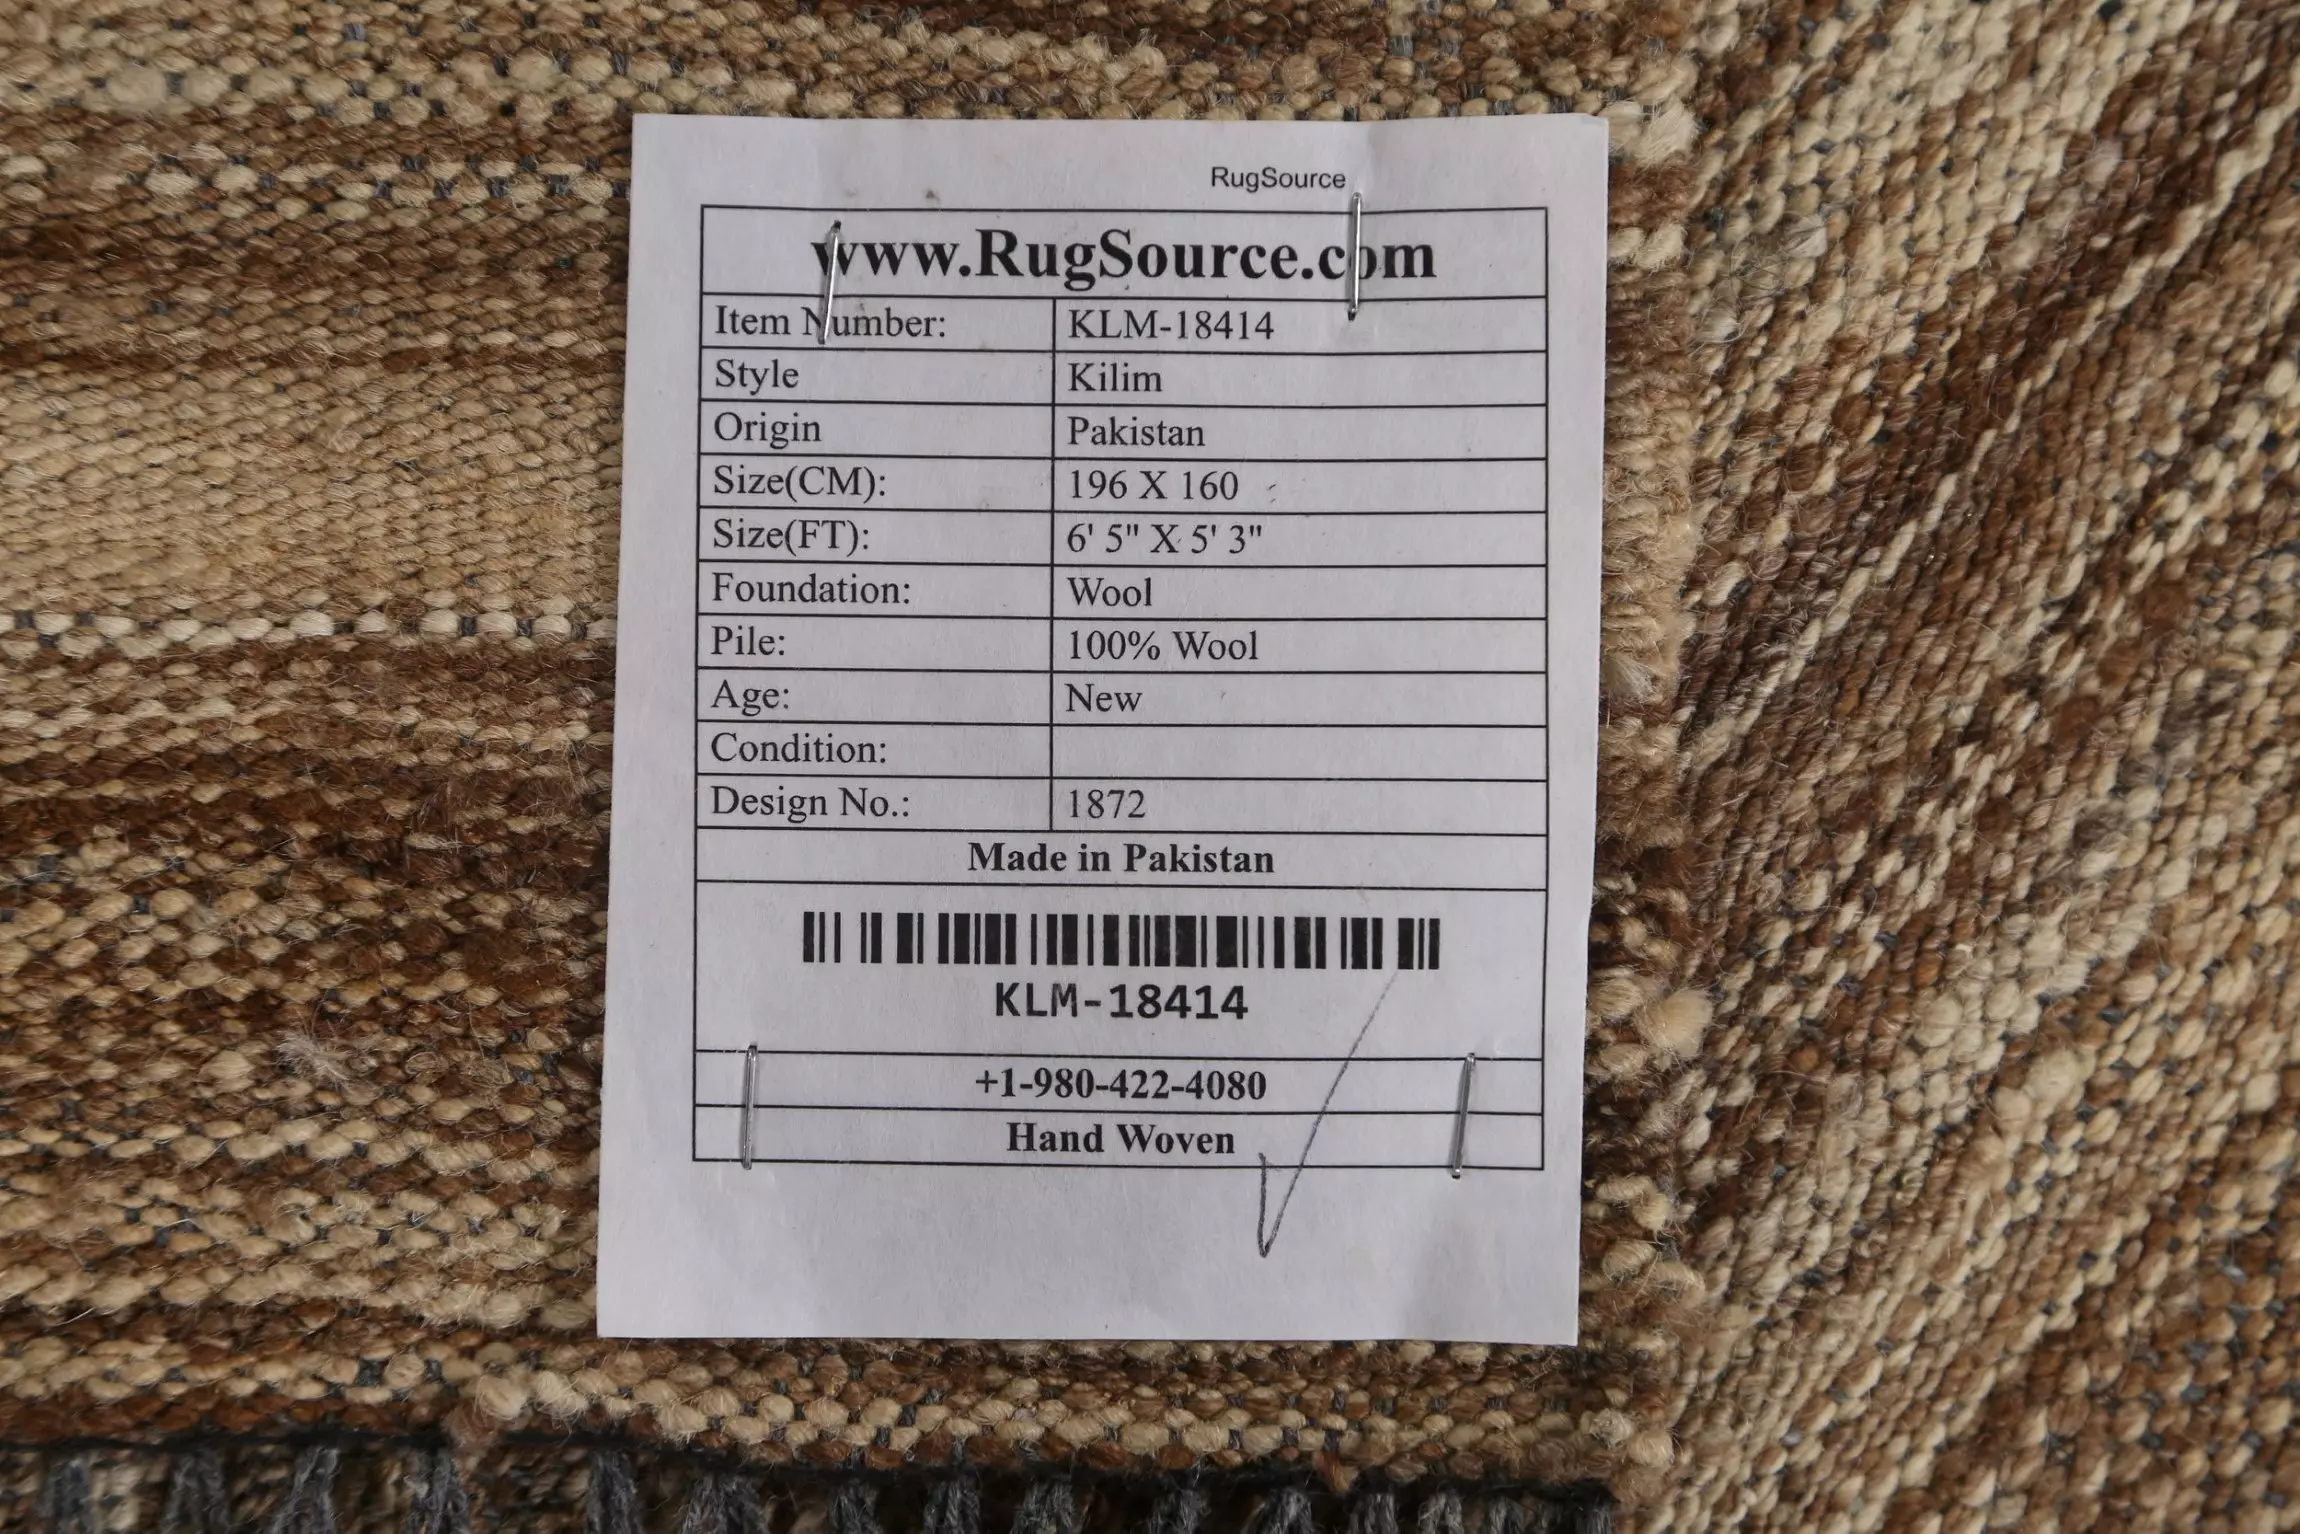 RugSource
www.RugSource.com
Item Number: KLM-18414
Style Kilim
Origin Pakistan
Size(CM): 196 X 160
Size(FT): 6' 5" X 5' 3"
Foundation: Wool
Pile: 100% Wool
Age: New
Condition:
Design No.: 1872
Made in Pakistan
KLM-18414
+1-980-422-4080
Hand Woven